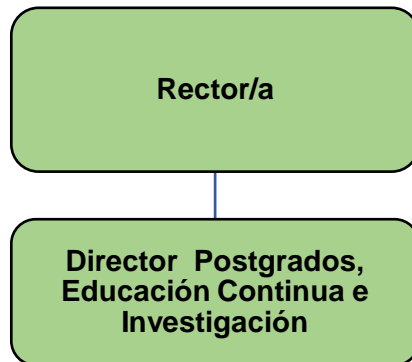 Rector/a
Director Postgrados,
Educación Continua e
Investigación